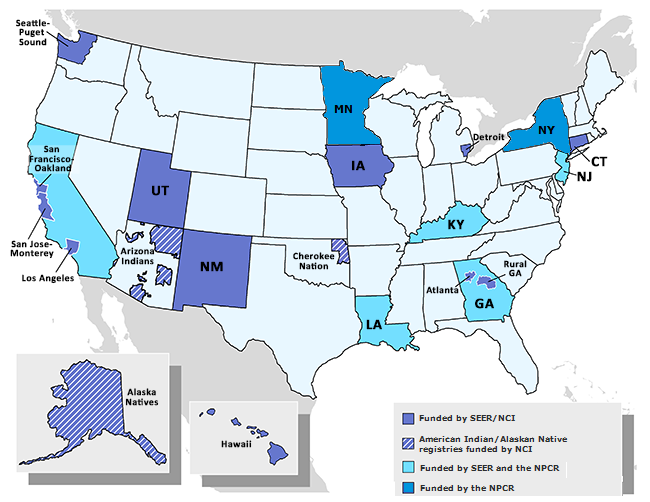 Seattle-
Puget
Sound
MN
NY
Detroit
CT
NJ
IA
San
Francisco-
Oakland
UT
KY
San Jose-
Monterey
Arizona
Indians
Cherokee
Nation
NM
Rural
GA
Atlanta
Los Angeles
GA
LA
Alaska
Natives
Hawaii
Funded by SEER/NCI
American Indian/Alaskan Native
registries funded by NCI
Funded by SEER and the NPCR
Funded by the NPCR